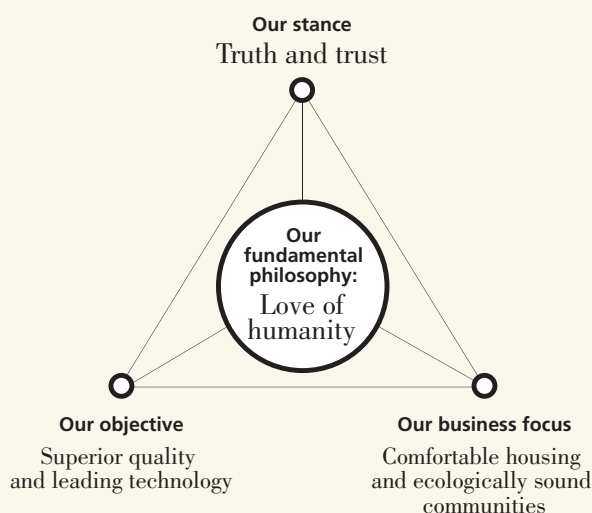 Our stance
Truth and trust
Our
fundamental
philosophy:
Love of
humanity
Our objective
Superior quality
and leading technology
Our business focus
Comfortable housing
and ecologically sound
communities